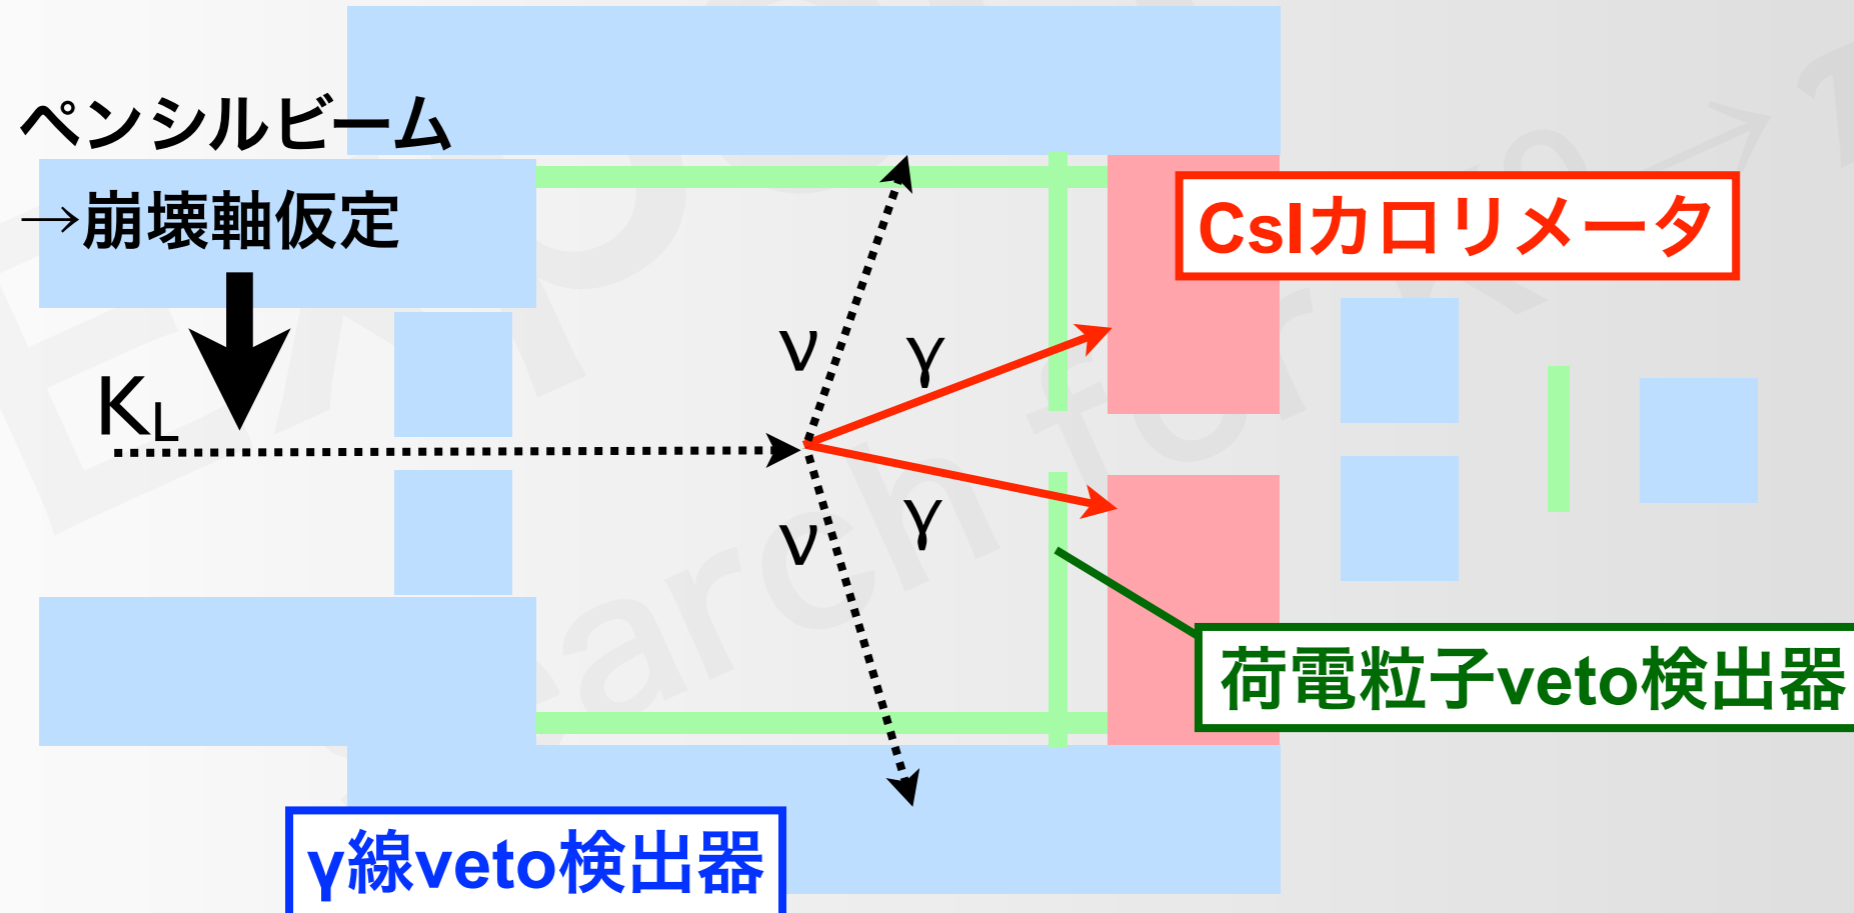 ペンシルビーム
→崩壊軸仮定
CsIカロリメータ
KL
ν
γ
ν
γ
荷電粒子veto検出器
γ線veto検出器